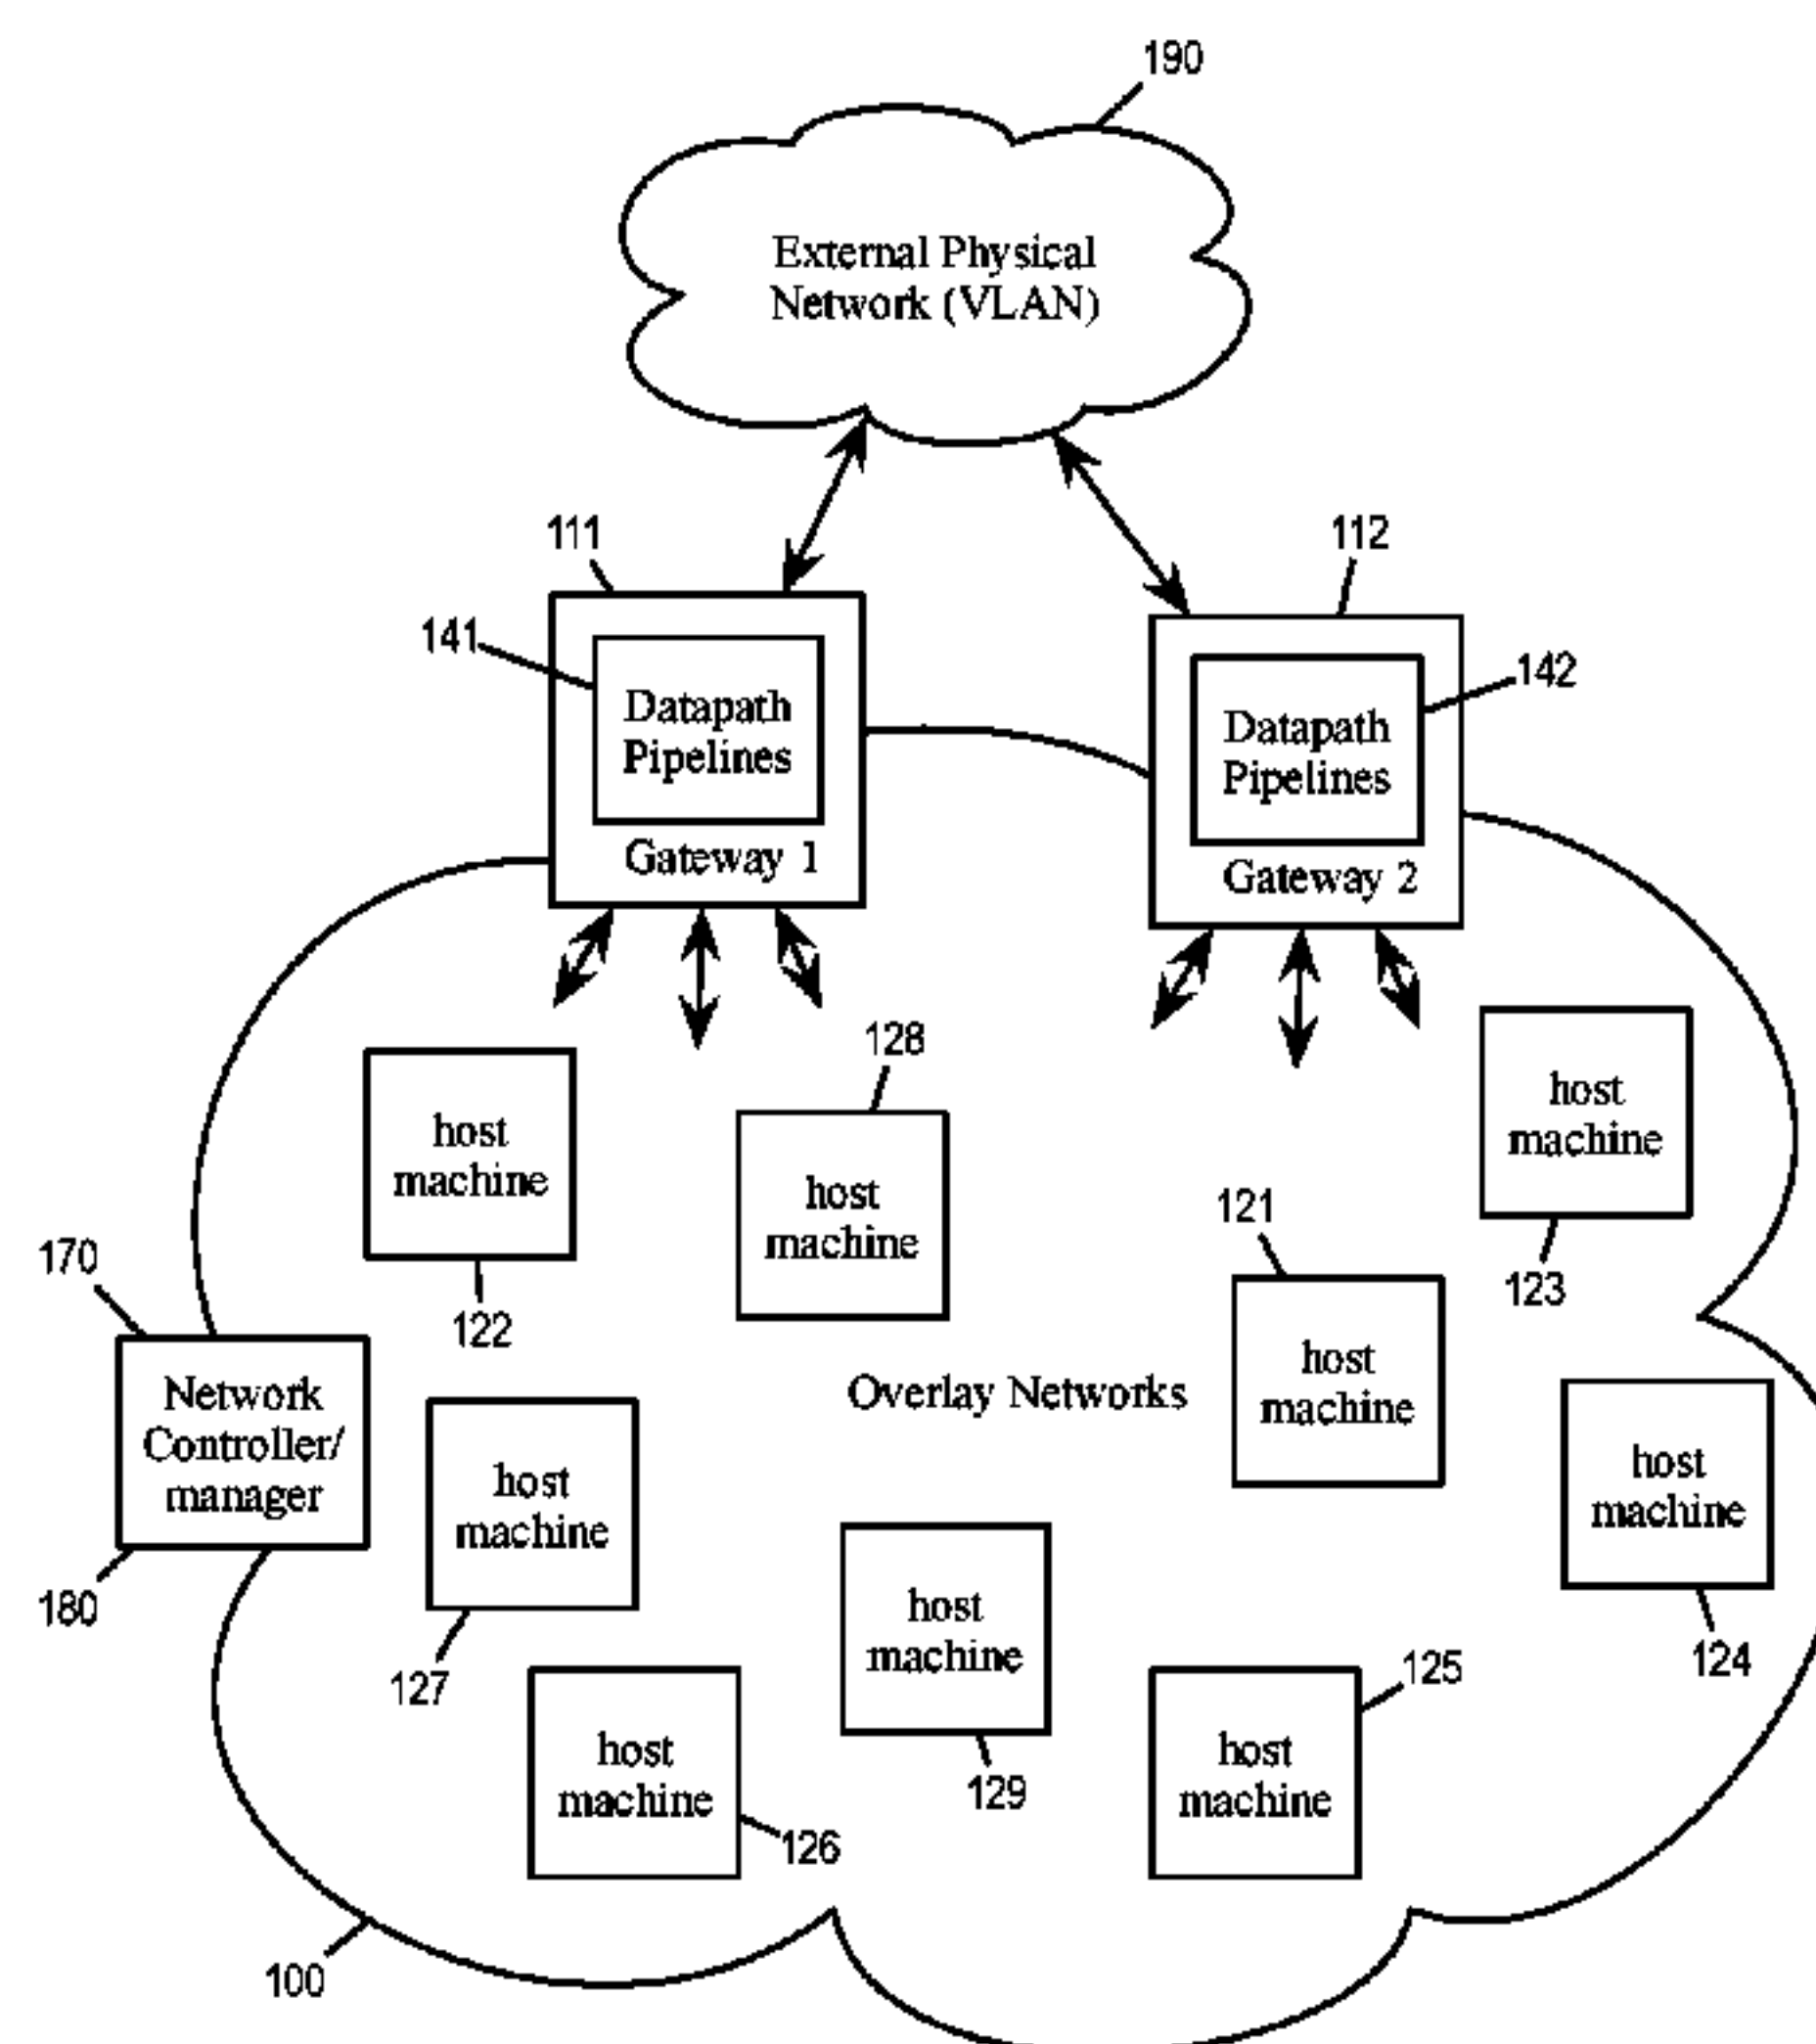 190
External Physical
Network (VLAN)
111
112
141
142
Datapath
Pipelines
Gateway 1
Datapath
Pipelines
Gateway 2
128
host
machine
122
host
machine
host
machine
123
121
host
machine
170
Network
Controller/
manager
180
Overlay Networks
host
machine
127
host
machine
124
host
machine
129
125
host
machine
host
machine
126
100